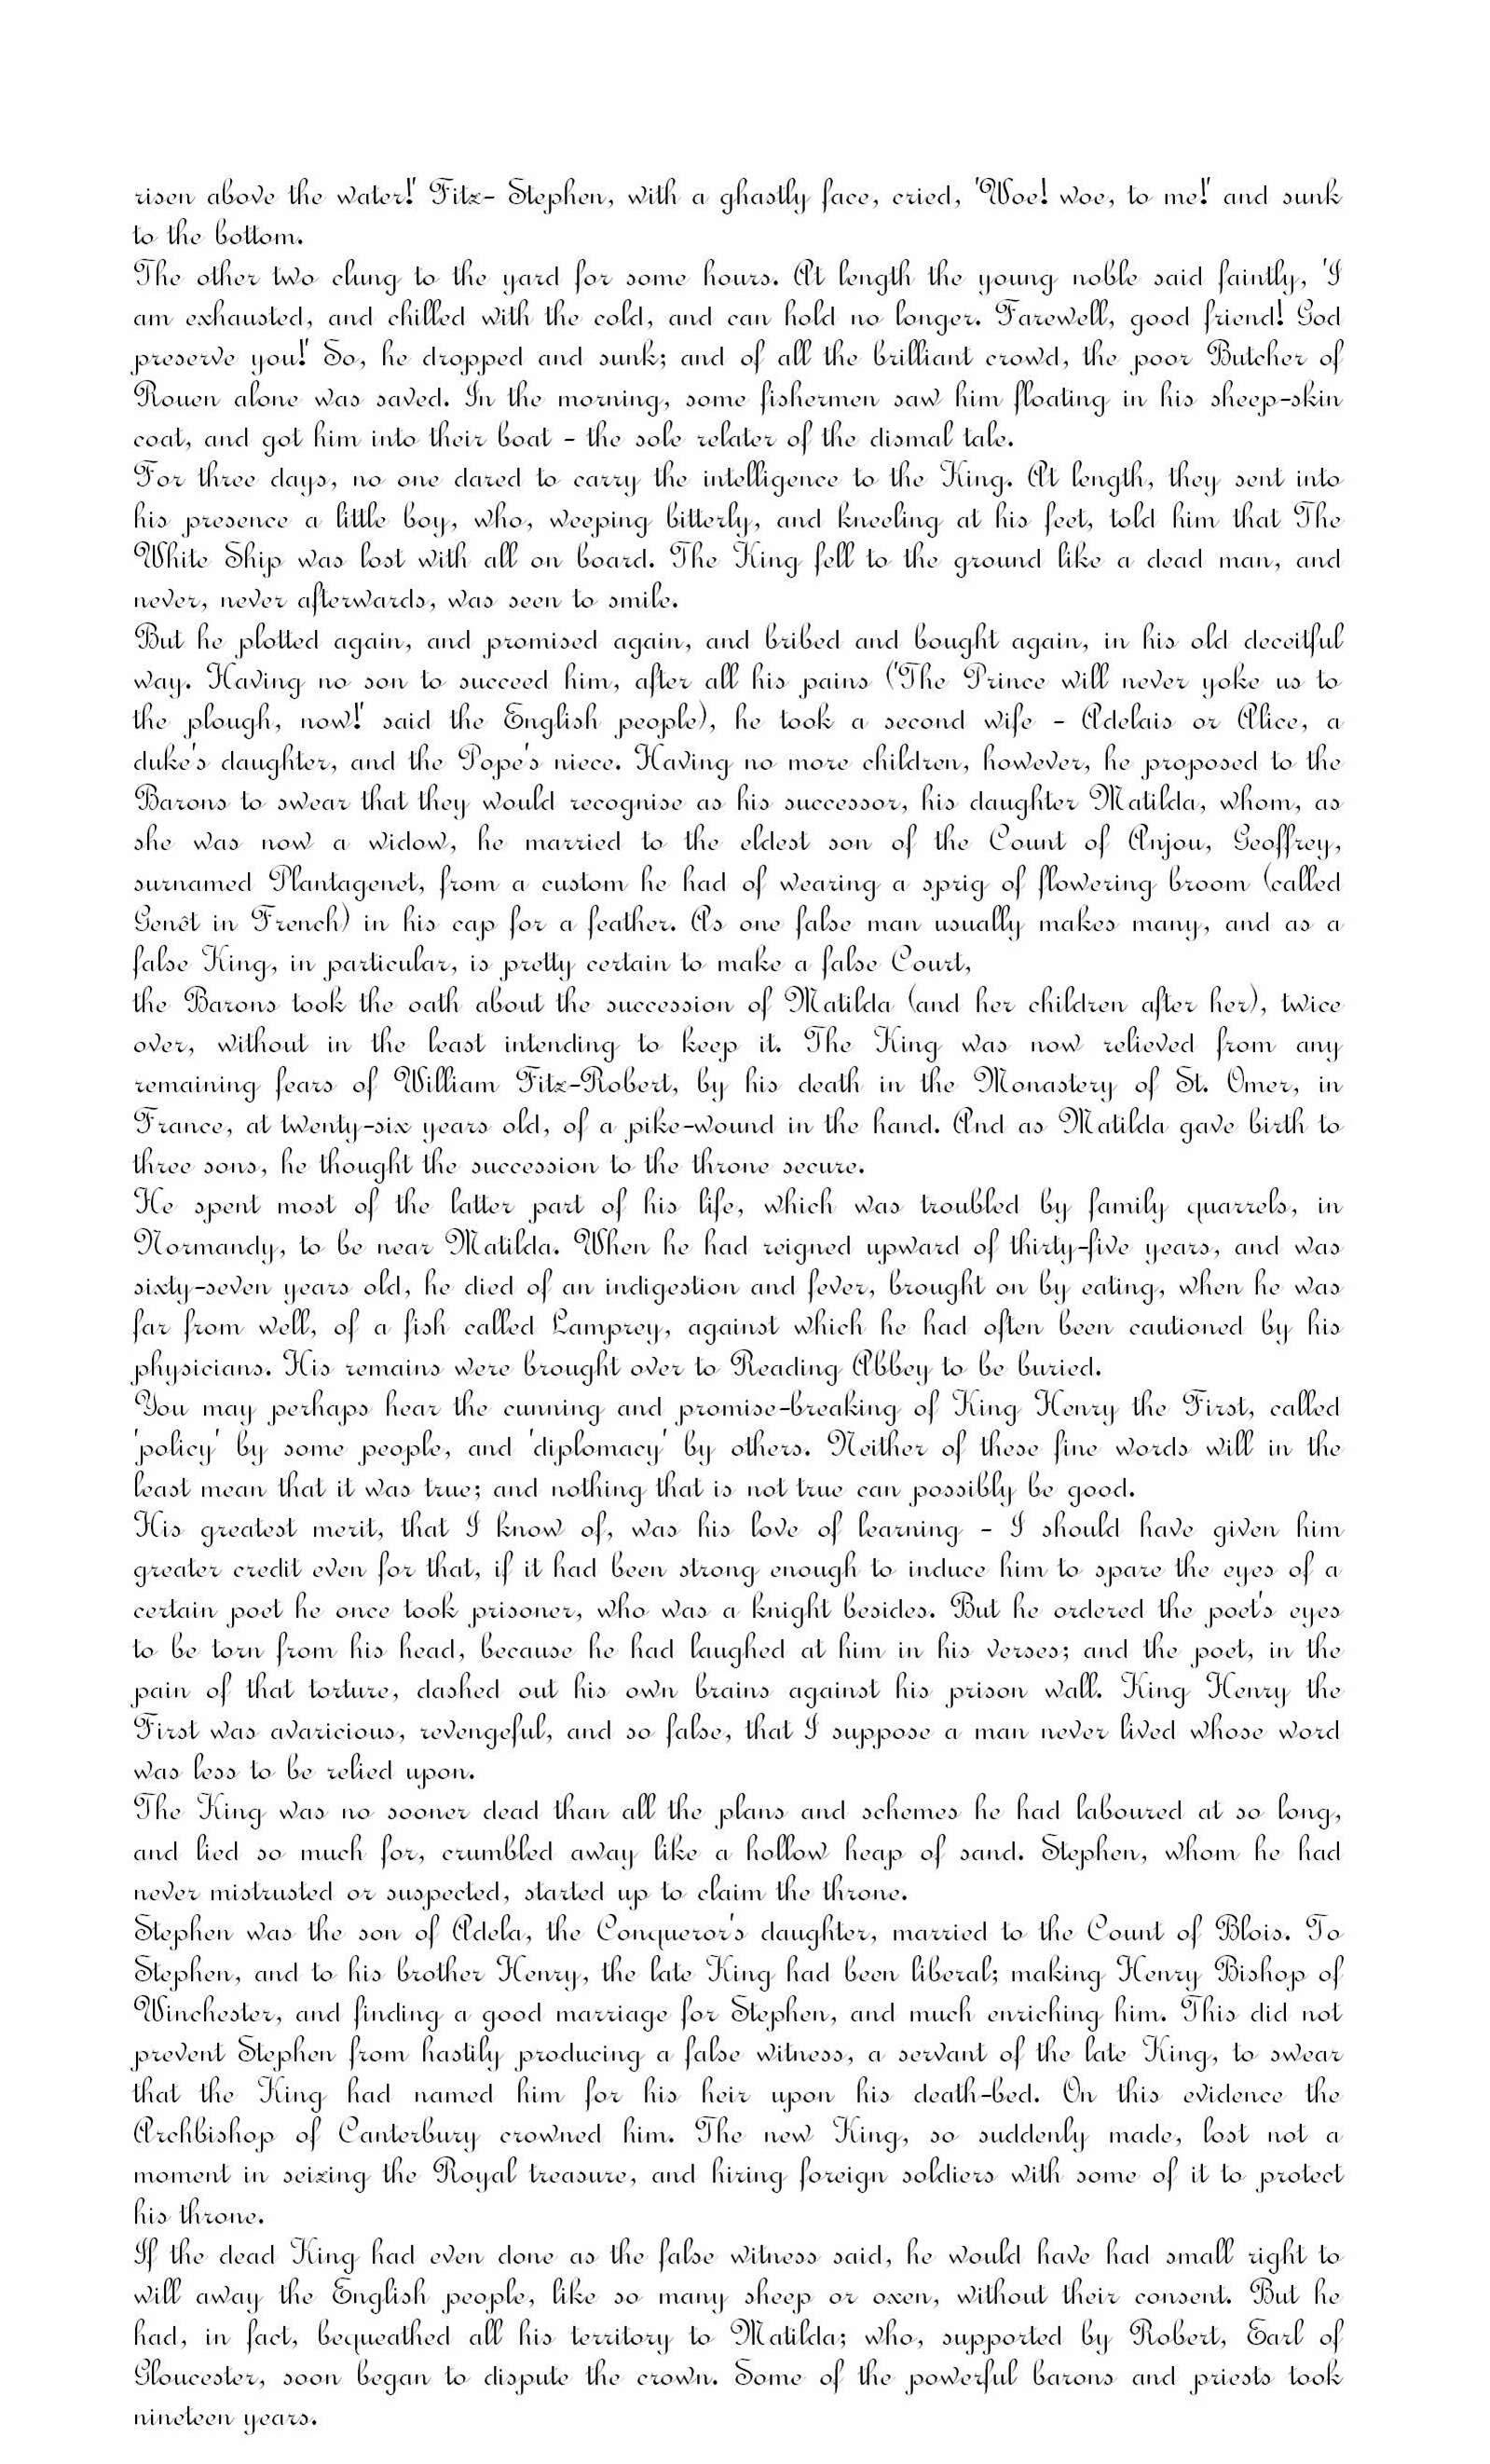 risen above the water!' Fitz- Stephen, with a ghastly face, cried, 'Woe! woe, to me!' and sunk
to the bottom.
The other two clung to the yard for some hours. At length the young noble said faintly, 'I
am exhausted, and chilled with the cold, and can hold no longer. Farewell, good friend! God
preserve you!' So, he dropped and sunk; and of all the brilliant crowd, the poor Butcher of
Rouen alone was saved. In the morning, some fishermen saw him floating in his sheep-skin
coat, and got him into their boat - the sole relater of the dismal tale.
For three days, no one dared to carry the intelligence to the King. At length, they sent into
his presence a little boy, who, weeping bitterly, and kneeling at his feet, told him that The
White Ship was lost with all on board. The King fell to the ground like a dead man, and
never, never afterwards, was seen to smile.
But he plotted again, and promised again, and bribed and bought again, in his old deceitful
way. Having no son to succeed him, after all his pains ('The Prince will never yoke us to
the plough, now!' said the English people), he took a second wife - Adelais or Alice, a
duke's daughter, and the Pope's niece. Having no more children, however, he proposed to the
Barons to swear that they would recognise as his successor, his daughter Matilda, whom, as
she was now a widow, he married to the eldest son of the Count of Anjou, Geoffrey,
surnamed Plantagenet, from a custom he had of wearing a sprig of flowering broom (called
Genêt in French) in his cap for a feather. As one false man usually makes many, and as a
false King, in particular, is pretty certain to make a false Court,
the Barons took the oath about the succession of Matilda (and her children after her), twice
over, without in the least intending to keep it. The King was now relieved from any
remaining fears of William Fitz-Robert, by his death in the Monastery of St. Omer, in
France, at twenty-six years old, of a pike-wound in the hand. And as Matilda gave birth to
three sons, he thought the succession to the throne secure.
He spent most of the latter part of his life, which was troubled by family quarrels, in
Normandy, to be near Matilda. When he had reigned upward of thirty-five years, and was
sixty-seven years old, he died of an indigestion and fever, brought on by eating, when he was
far from well, of a fish called Lamprey, against which he had often been cautioned by his
physicians. His remains were brought over to Reading Abbey to be buried.
You may perhaps hear the cunning and promise-breaking of King Henry the First, called
'policy' by some people, and 'diplomacy' by others. Neither of these fine words will in the
least mean that it was true; and nothing that is not true can possibly be good.
His greatest merit, that I know of, was his love of learning - I should have given him
greater credit even for that, if it had been strong enough to induce him to spare the eyes of a
certain poet he once took prisoner, who was a knight besides. But he ordered the poet's eyes
to be torn from his head, because he had laughed at him in his verses; and the poet, in the
pain of that torture, dashed out his own brains against his prison wall. King Henry the
First was avaricious, revengeful, and so false, that I suppose a man never lived whose word
was less to be relied upon.
The King was no sooner dead than all the plans and schemes he had laboured at so long,
and lied so much for, crumbled away like a hollow heap of sand. Stephen, whom he had
never mistrusted or suspected, started up to claim the throne.
Stephen was the son of Adela, the Conqueror's daughter, married to the Count of Blois. To
Stephen, and to his brother Henry, the late King had been liberal; making Henry Bishop of
Winchester, and finding a good marriage for Stephen, and much enriching him. This did not
prevent Stephen from hastily producing a false witness, a servant of the late King, to swear
that the King had named him for his heir upon his death-bed. On this evidence the
Archbishop of Canterbury crowned him. The new King, so suddenly made, lost not a
moment in seizing the Royal treasure, and hiring foreign soldiers with some of it to protect
his throne.
If the dead King had even done as the false witness said, he would have had small right to
will away the English people, like so many sheep or oxen, without their consent. But he
had, in fact, bequeathed all his territory to Matilda; who, supported by Robert, Earl of
Gloucester, soon began to dispute the crown. Some of the powerful barons and priests took
nineteen years.